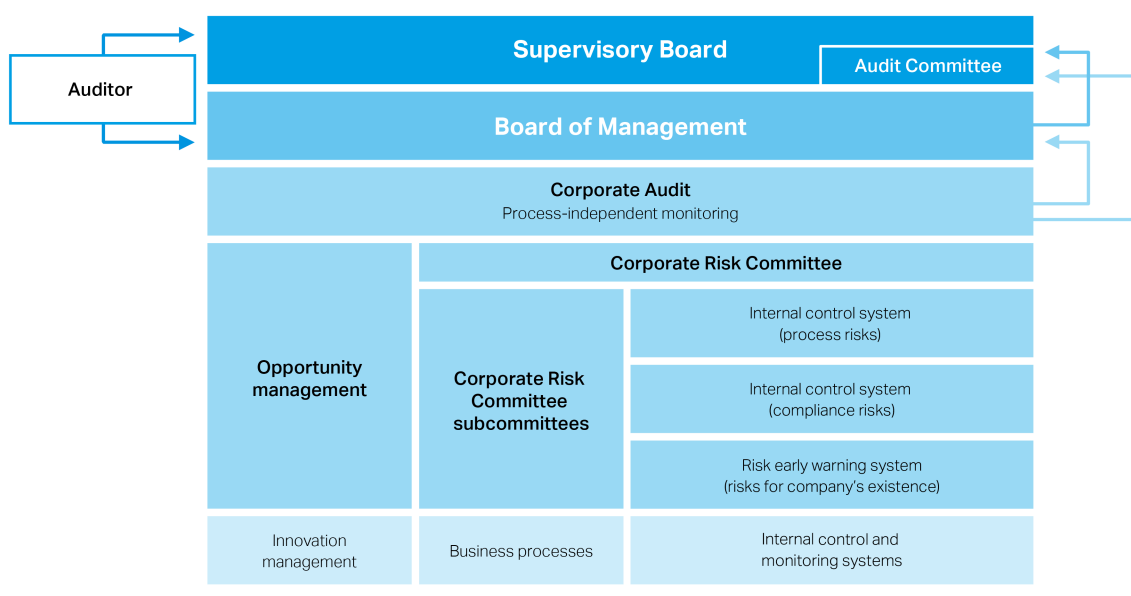 Supervisory Board
Audit Committee
Auditor
Board of Management
Corporate Audit
Process-independent monitoring
Corporate Risk Committee
Opportunity
management
Corporate Risk
Committee
subcommittees
Internal control system
(process risks)
Internal control system
(compliance risks)
Risk early warning system
(risks for company’s existence)
Innovation
management
Business processes
Internal control and
monitoring systems